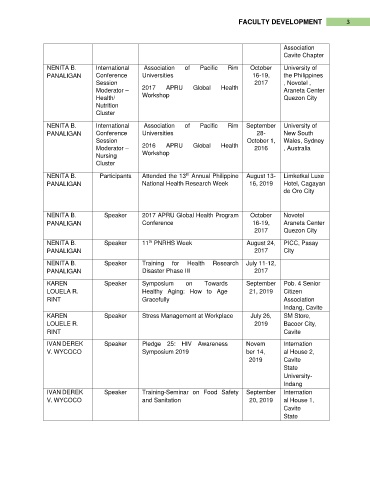 FACULTY DEVELOPMENT 3
Association
Cavite Chapter
NENITA B.
PANALIGAN
International
Conference
Session
Moderator –
Health/
Nutrition
Cluster
Association of Pacific Rim
Universities
2017 APRU Global Health
Workshop
October
16-19,
2017
University of
the Philippines
, Novotel ,
Araneta Center
Quezon City
NENITA B.
PANALIGAN
International
Conference
Session
Moderator –
Nursing
Cluster
Association of Pacific Rim
Universities
2016 APRU Global Health
Workshop
September
28-
October 1,
2016
University of
New South
Wales, Sydney
, Australia
NENITA B.
PANALIGAN
Participants
Attended the 13th Annual Philippine
National Health Research Week
August 13-
16, 2019
Limketkai Luxe
Hotel, Cagayan
de Oro City
NENITA B.
PANALIGAN
Speaker
2017 APRU Global Health Program
Conference
October
16-19,
2017
Novotel
Araneta Center
Quezon City
NENITA B.
PANALIGAN
Speaker
11th PNRHS Week
August 24,
2017
PICC, Pasay
City
NENITA B.
PANALIGAN
Speaker
Training for Health Research
Disaster Phase III
July 11-12,
2017
KAREN
LOUELA R.
RINT
Speaker
Symposium on Towards
Healthy Aging: How to Age
Gracefully
September
21, 2019
Pob. 4 Senior
Citizen
Association
Indang, Cavite
KAREN
LOUELE R.
RINT
Speaker
Stress Management at Workplace
July 26,
2019
SM Store,
Bacoor City,
Cavite
IVAN DEREK
V. WYCOCO
Speaker
Pledge 25: HIV Awareness
Symposium 2019
Novem
ber 14,
2019
Internation
al House 2,
Cavite
State
University-
Indang
IVAN DEREK
V. WYCOCO
Speaker
Training-Seminar on Food Safety
and Sanitation
September
20, 2019
Internation
al House 1,
Cavite
State